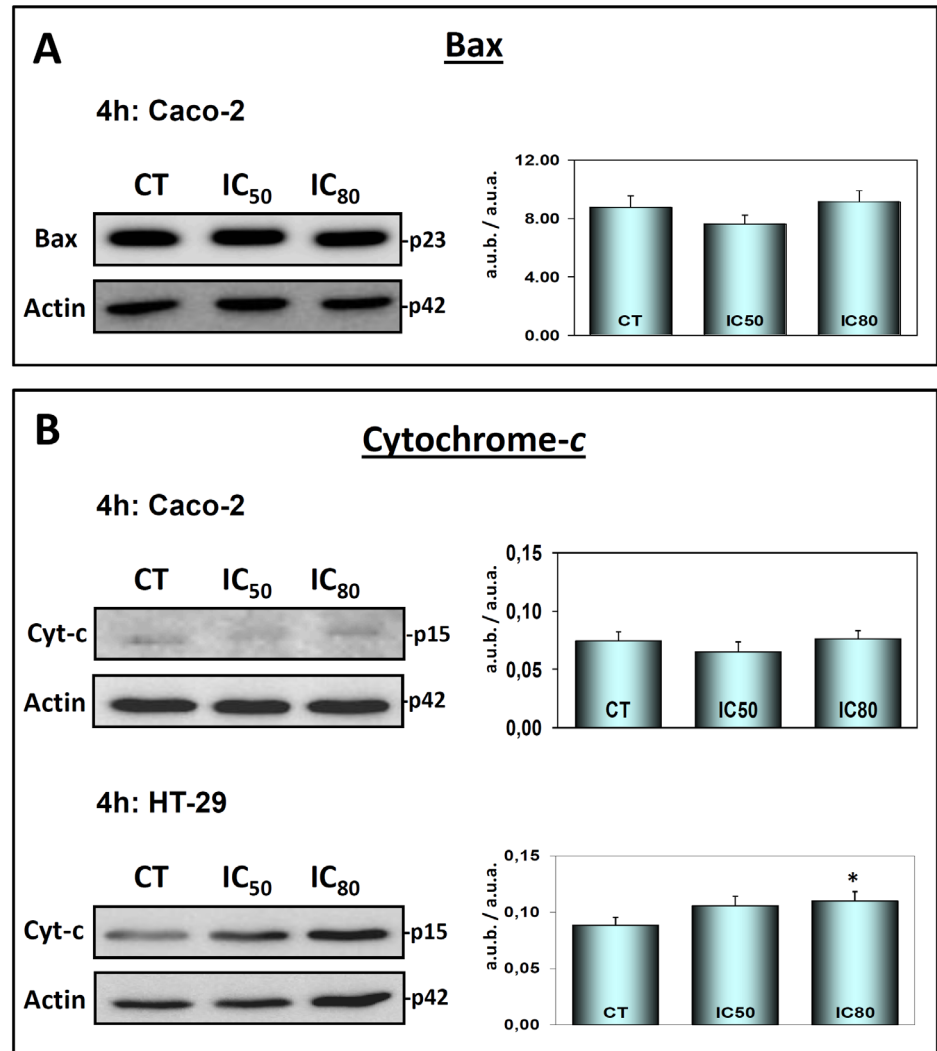 A
Bax
4h: Caco-2
CT IC50 IC80
Bax -p23
Actin -p42
a.u.b. / a.u.a.
12.00
8.00
4.00
0.00
CT IC50 IC80
B
Cytochrome-c
4h: Caco-2
CT IC50 IC80
Cyt-c -p15
Actin -p42
a.u.b. / a.u.a.
0,15
0,10
0,05
0,00
CT IC50 IC80
4h: HT-29
CT IC50 IC80
Cyt-c -p15
Actin -p42
a.u.b. / a.u.a.
0,15
0,10
0,05
0,00
*
CT IC50 IC80